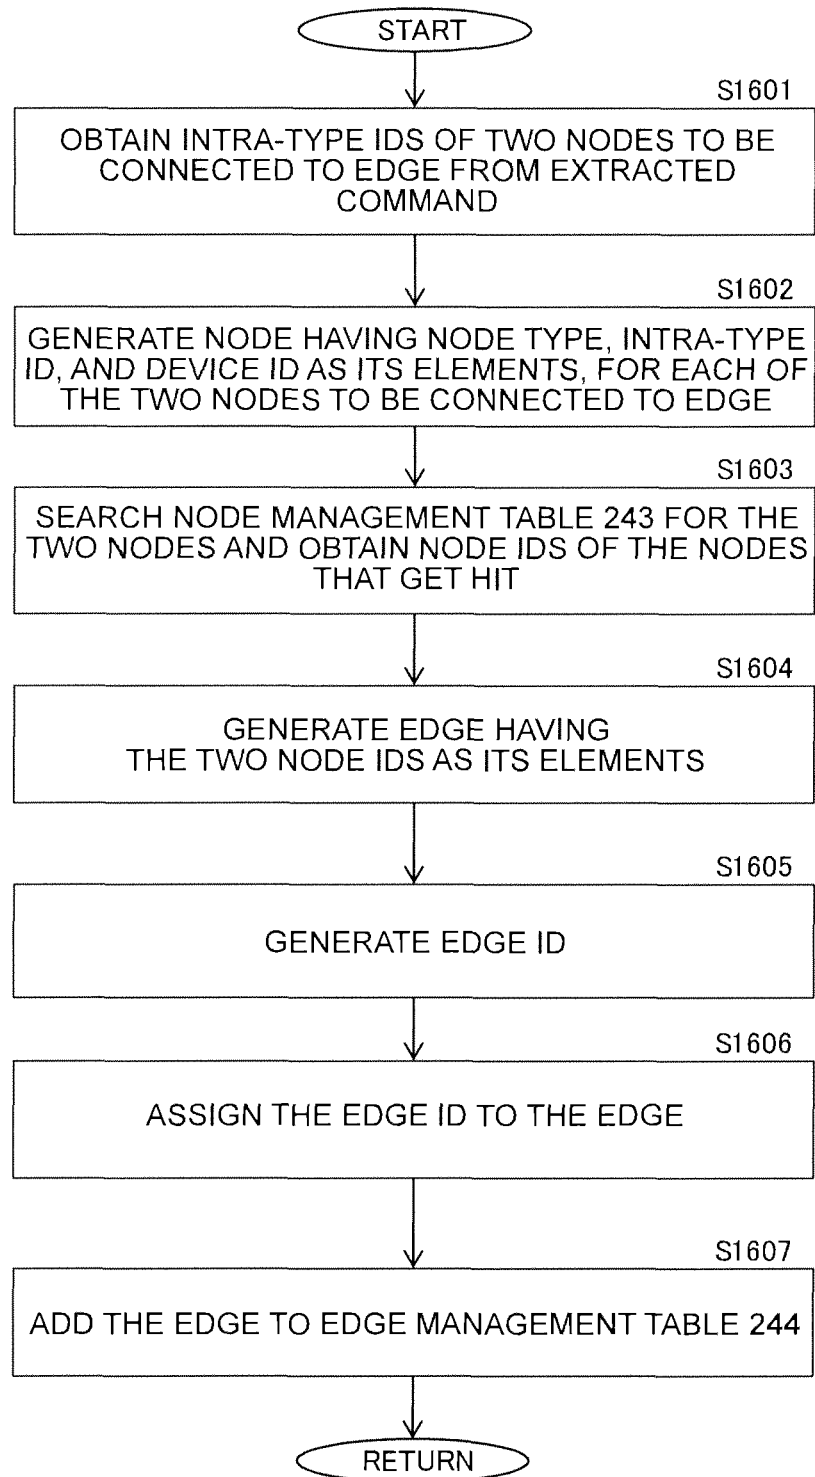 START
S1601
OBTAIN INTRA-TYPE IDS OF TWO NODES TO BE
CONNECTED TO EDGE FROM EXTRACTED
COMMAND
S1602
GENERATE NODE HAVING NODE TYPE, INTRA-TYPE
ID, AND DEVICE ID AS ITS ELEMENTS, FOR EACH OF
THE TWO NODES TO BE CONNECTED TO EDGE
S1603
SEARCH NODE MANAGEMENT TABLE 243 FOR THE
TWO NODES AND OBTAIN NODE IDS OF THE NODES
THAT GET HIT
S1604
GENERATE EDGE HAVING
THE TWO NODE IDS AS ITS ELEMENTS
S1605
GENERATE EDGE ID
S1606
ASSIGN THE EDGE ID TO THE EDGE
S1607
ADD THE EDGE TO EDGE MANAGEMENT TABLE 244
RETURN